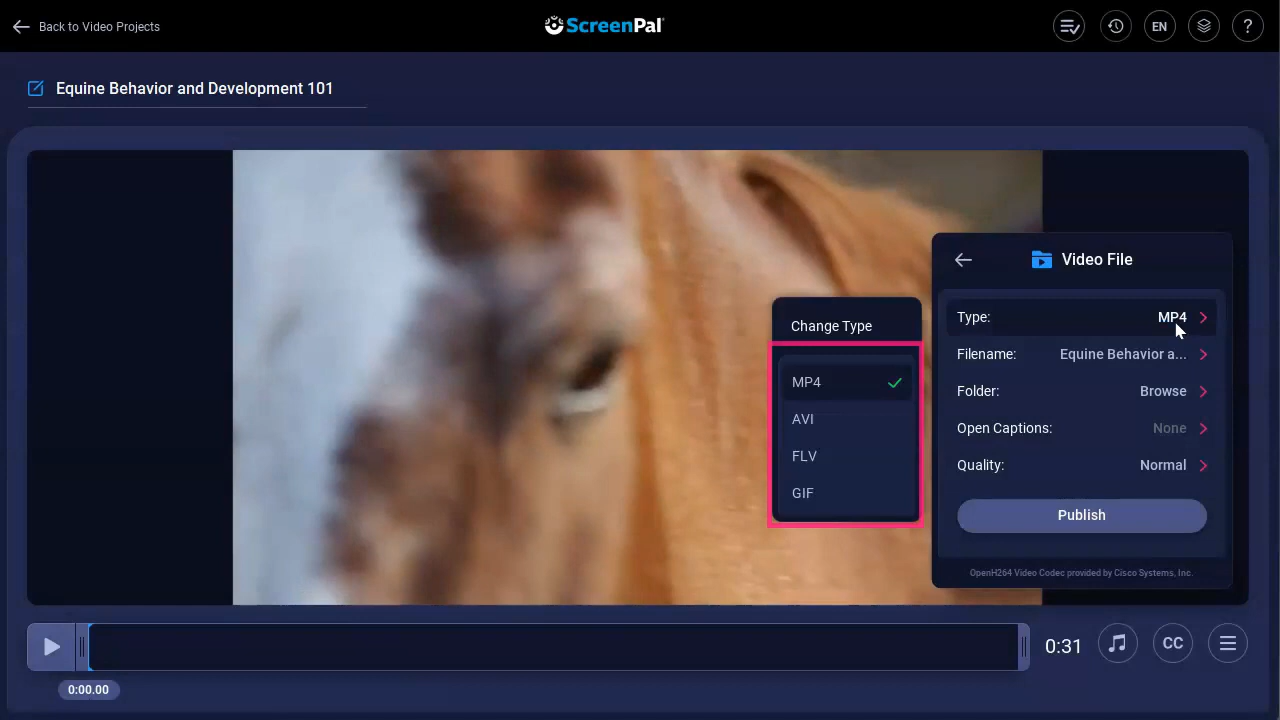 Back to Video Projects
ScreenPal
EN
?
Equine Behavior and Development 101
Video File
Change Type
MP4
AVI
FLV
GIF
Type: MP4
Filename: Equine Behavior a...
Folder: Browse
Open Captions: None
Quality: Normal
Publish
OpenH264 Video Codec provided by Cisco Systems, Inc.
0:31
CC
0:00.00